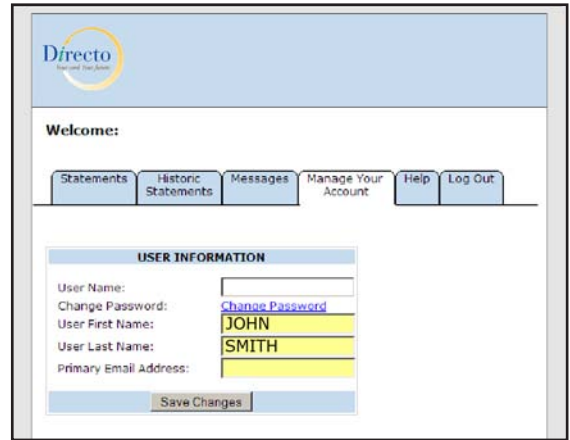 Directo
Welcome:
Statements Historic Statements Messages Manage Your Account Help Log Out
USER INFORMATION
User Name:
Change Password: Change Password
User First Name: JOHN
User Last Name: SMITH
Primary Email Address:
Save Changes